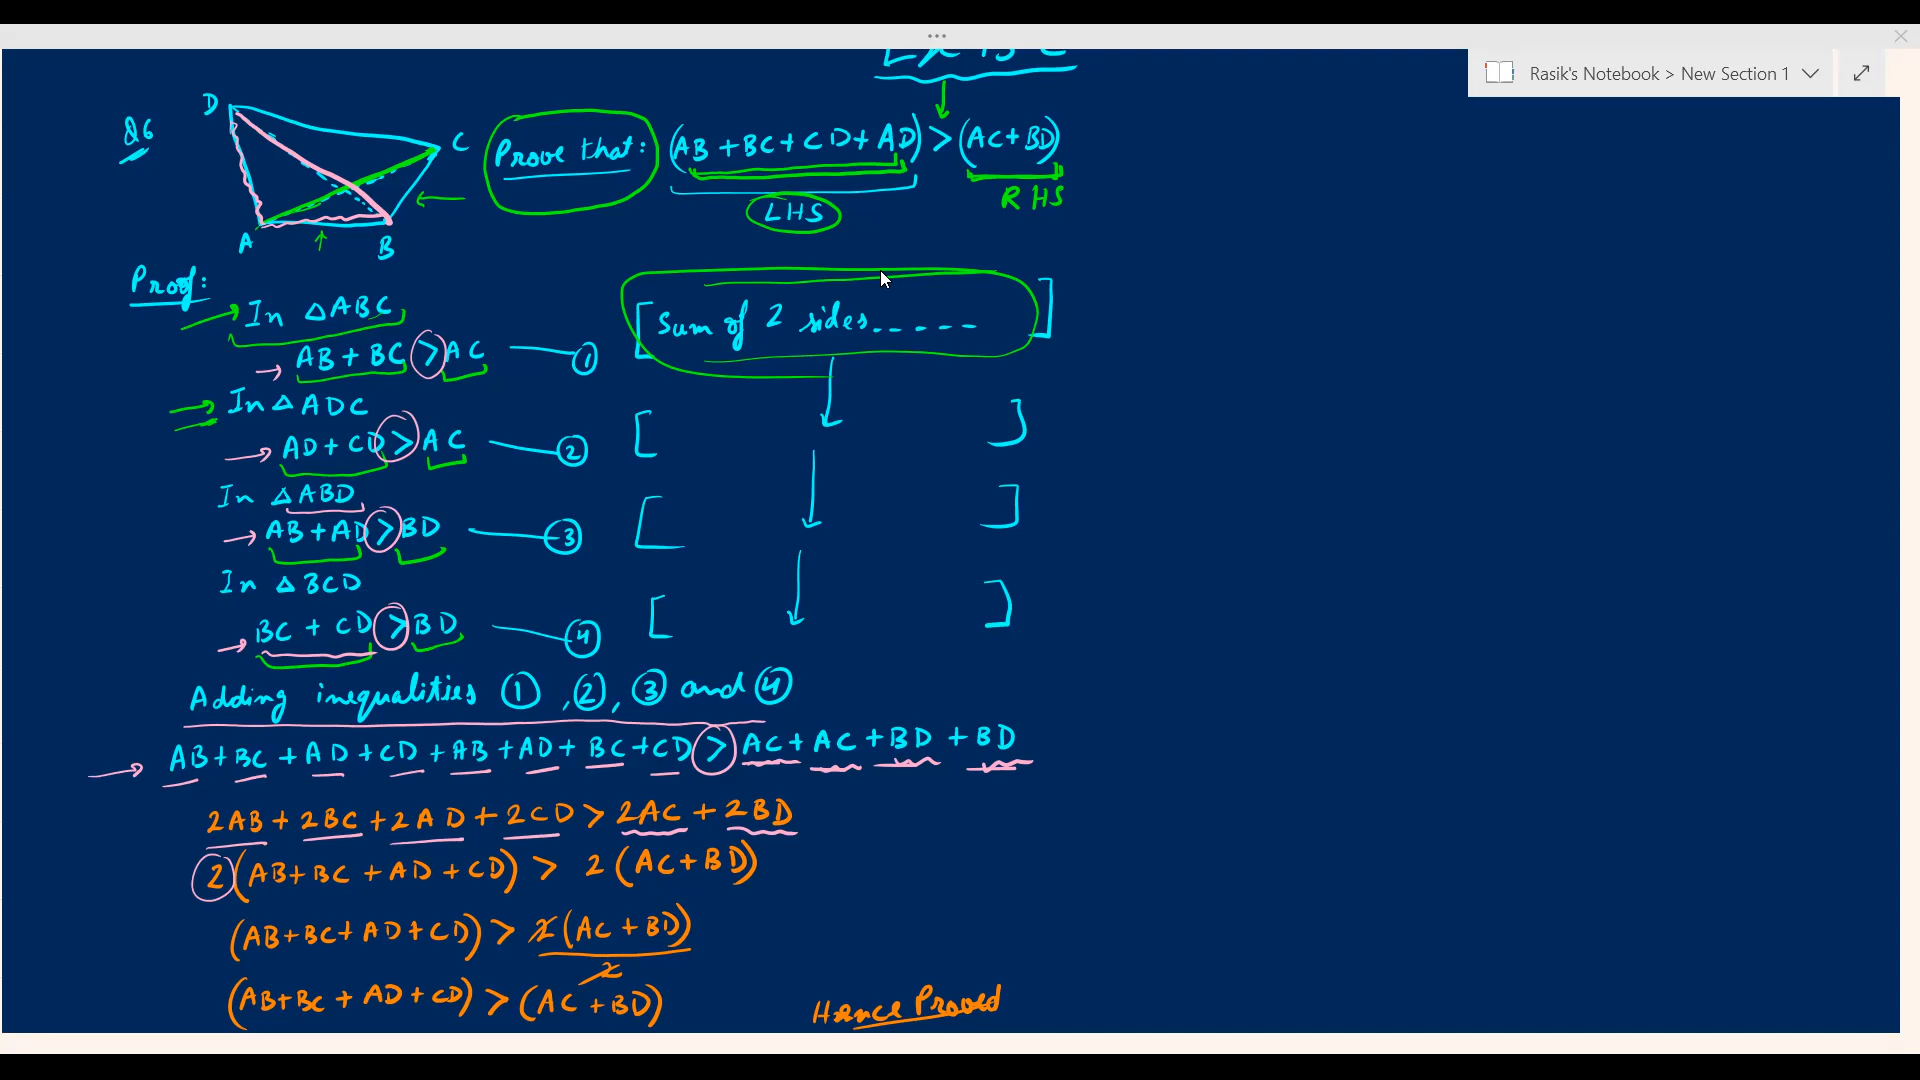 Rasik's Notebook > New Section 1
Q6
D
C
A
B
Prove that: (AB+BC+CD+AD) > (AC+BD)
LHS
RHS
Proof:
In △ABC
AB + BC > AC ① [Sum of 2 sides.-----]
In △ADC
AD + CD > AC ② [ ]
In △ABD
AB + AD > BD ③ [ ]
In △BCD
BC + CD > BD ④ [ ]
Adding inequalities ①, ②, ③ and ④
AB+BC+AD+CD+AB+AD+BC+CD > AC+AC+BD+BD
2AB+2BC+2AD+2CD > 2AC+2BD
2(AB+BC+AD+CD) > 2(AC+BD)
(AB+BC+AD+CD) > 2(AC+BD)
2
(AB+BC+AD+CD) > (AC+BD)
Hence Proved